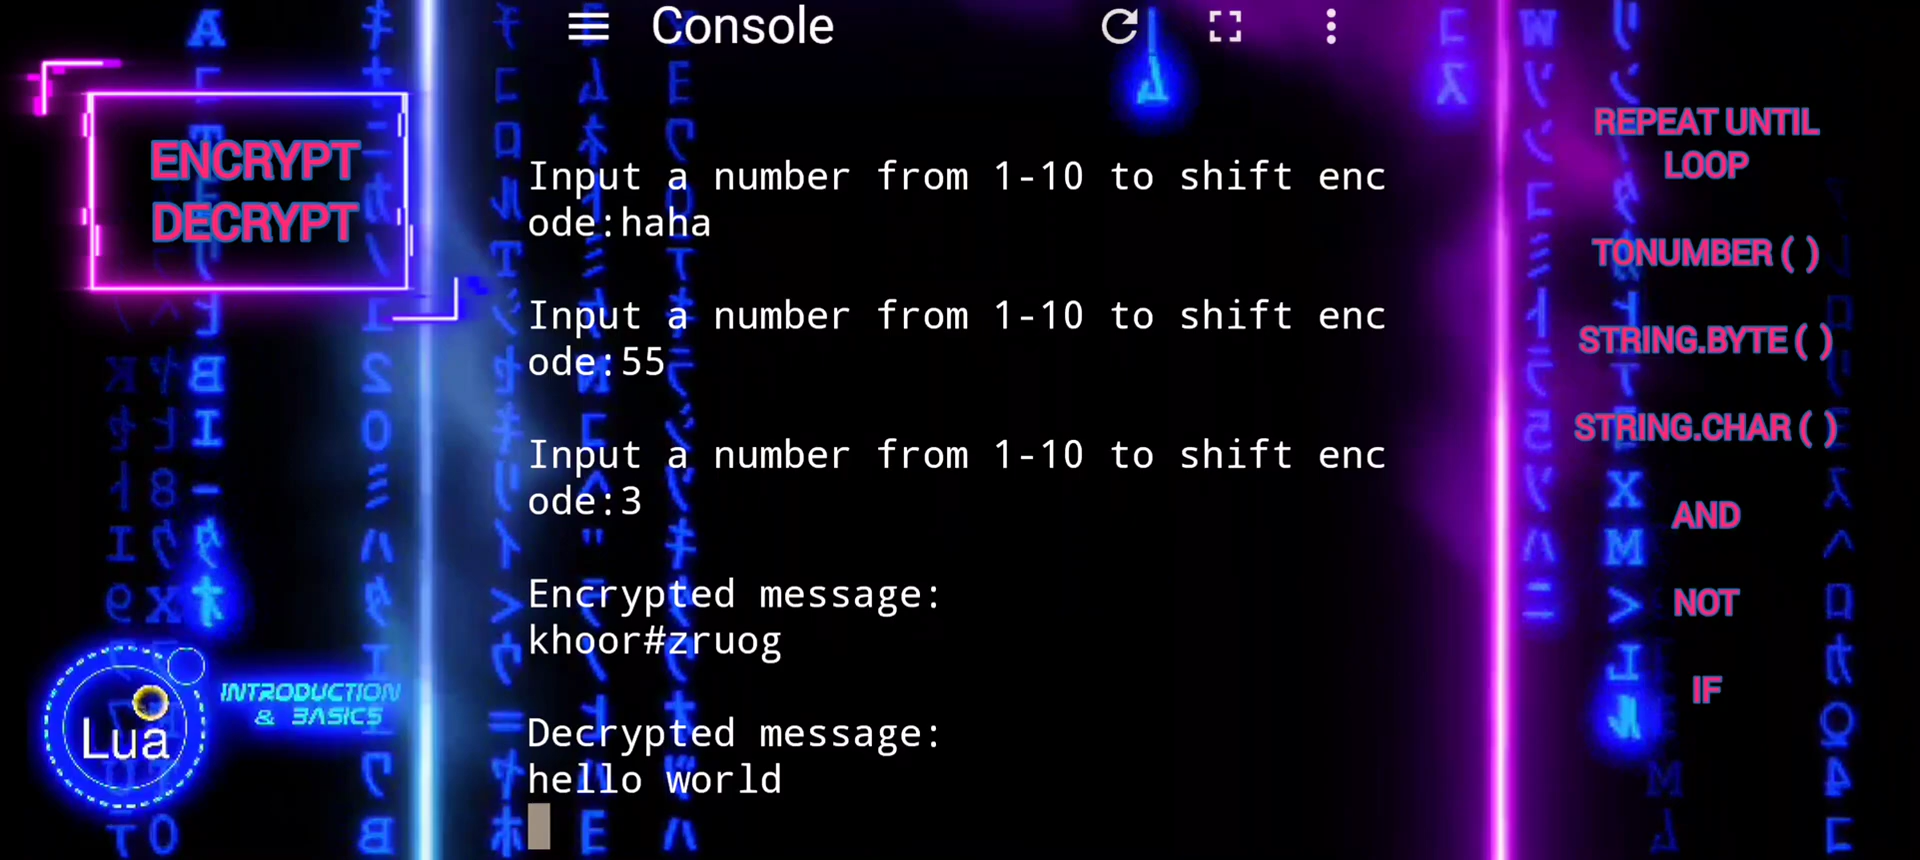 Console
ENCRYPT
DECRYPT
Input a number from 1-10 to shift enc
ode:haha
Input a number from 1-10 to shift enc
ode:55
Input a number from 1-10 to shift enc
ode:3
Encrypted message:
khoor#zruog
Decrypted message:
hello world
REPEAT UNTIL
LOOP
TONUMBER ( )
STRING.BYTE ( )
STRING.CHAR ( )
AND
NOT
IF
Lua
INTRODUCTION
& BASICS